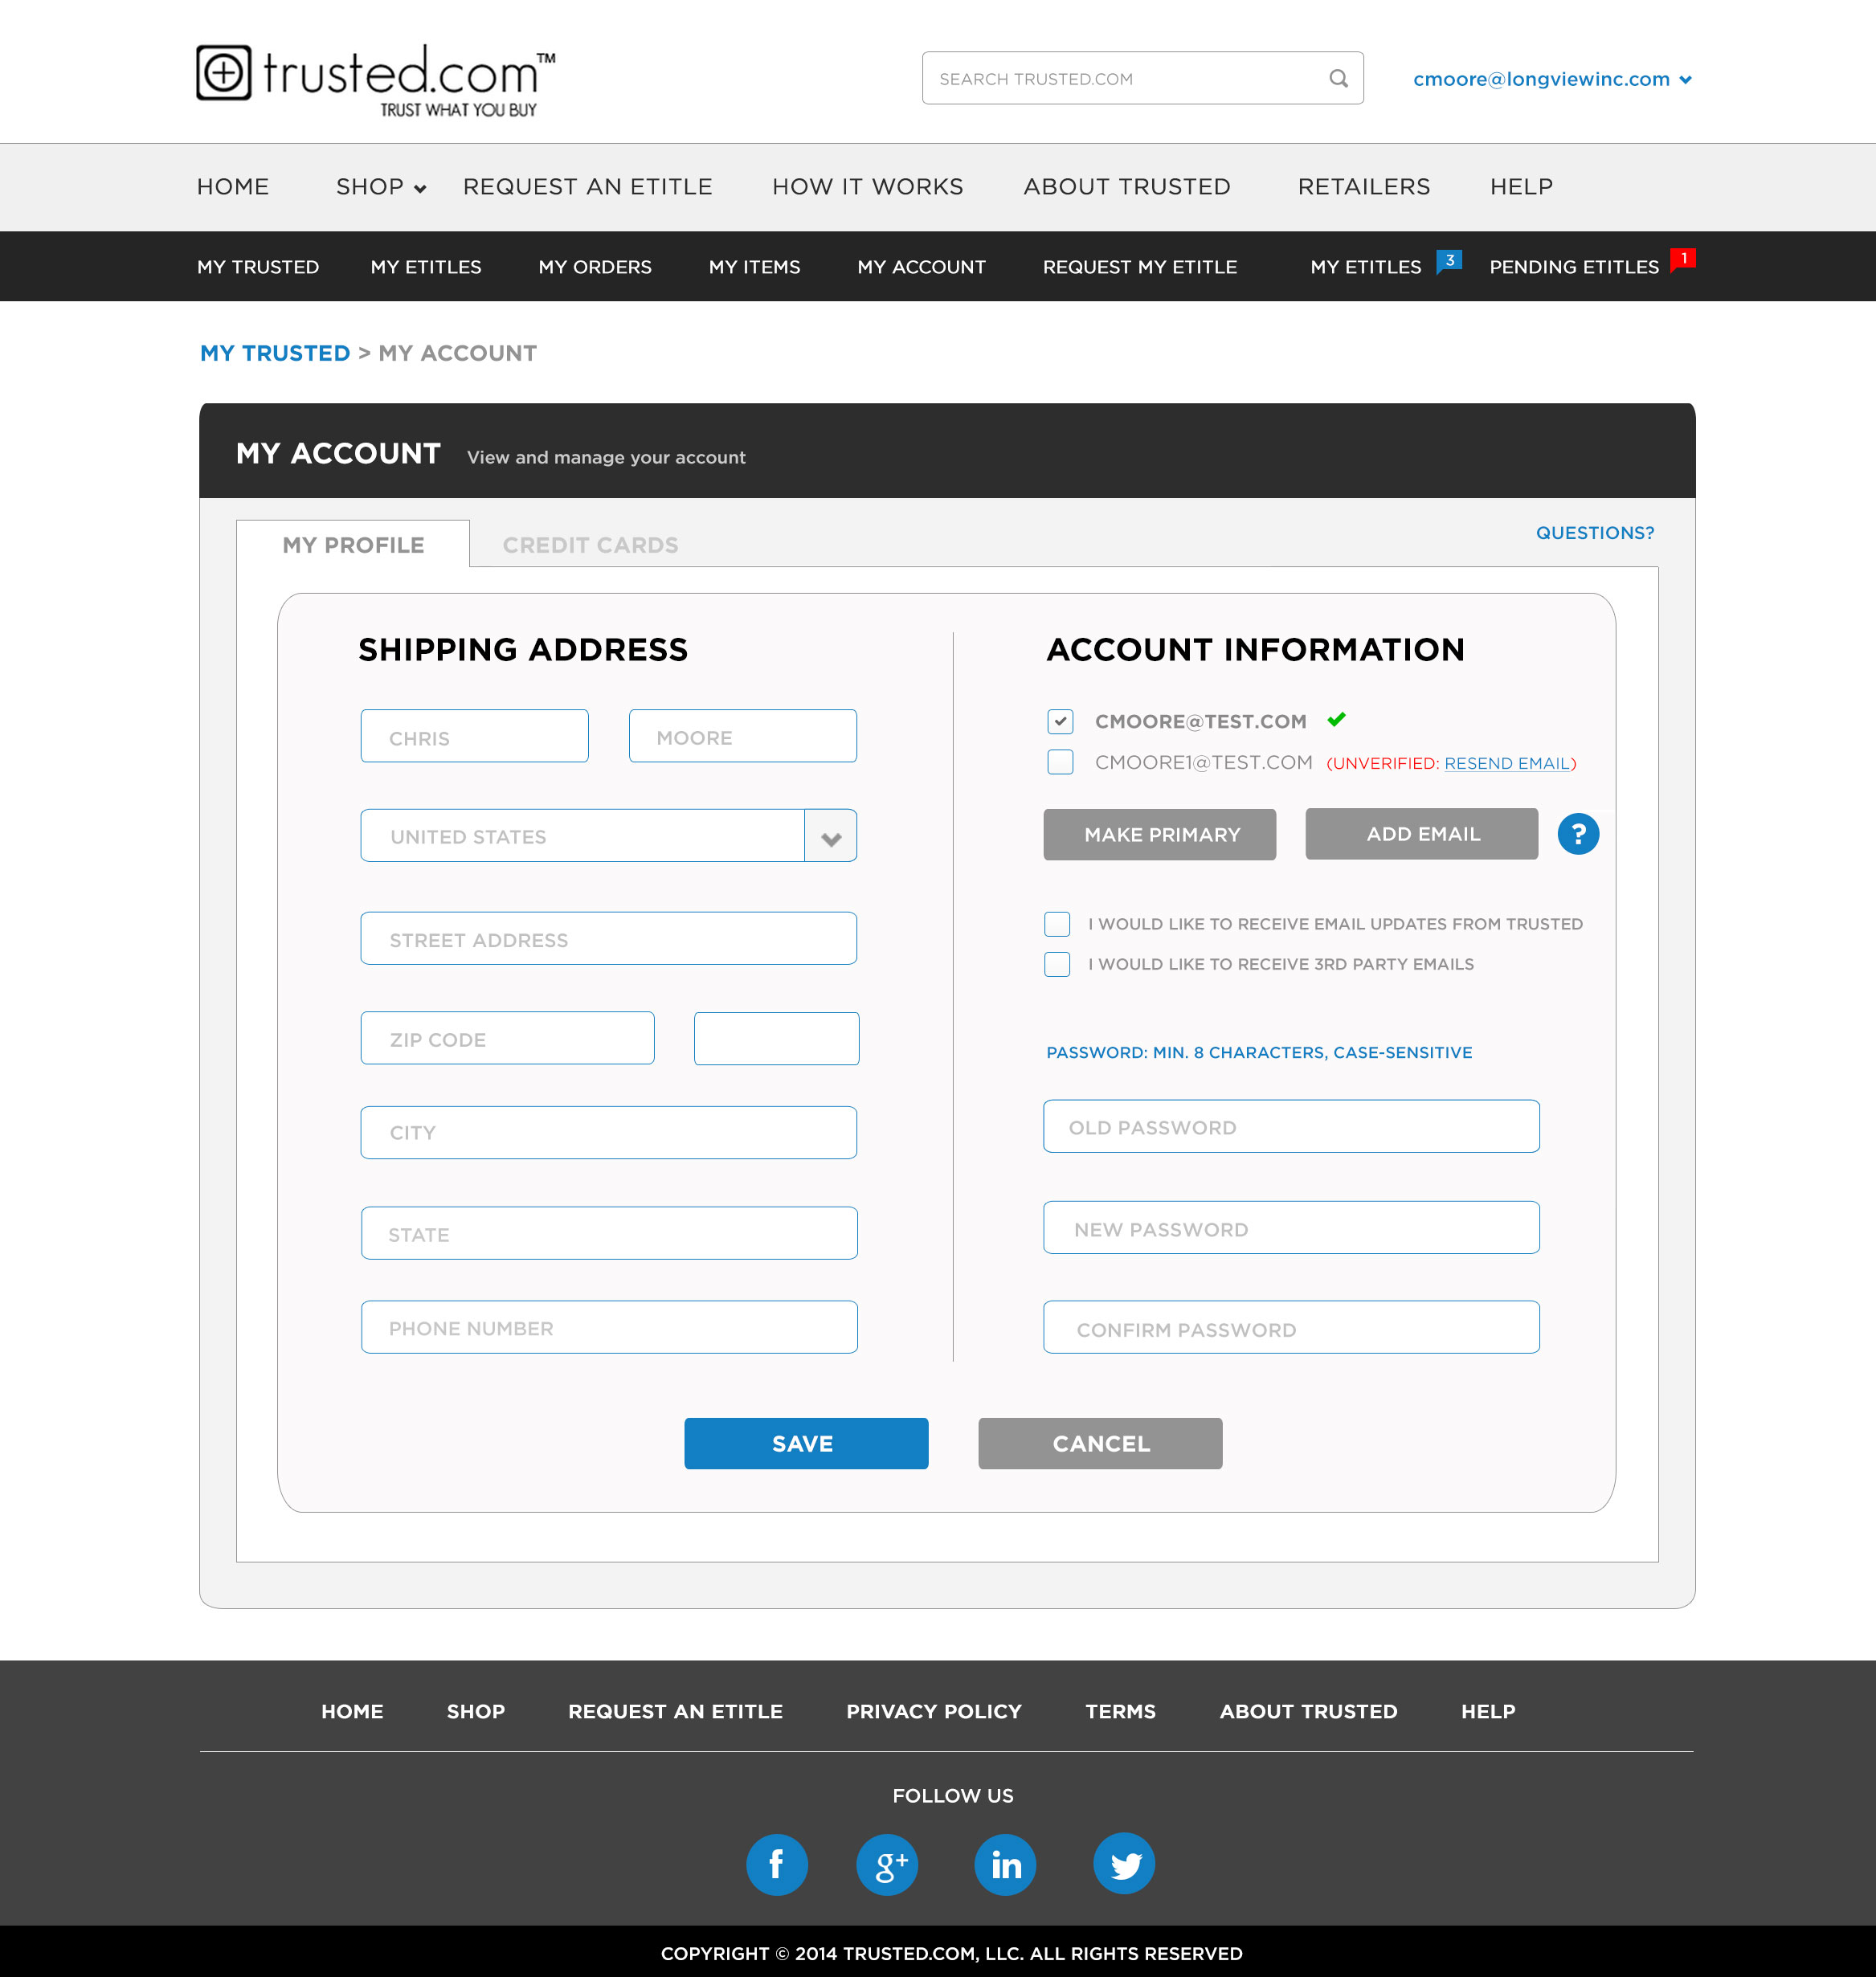 trusted.com™
TRUST WHAT YOU BUY
SEARCH TRUSTED.COM
cmoore@longviewinc.com
HOME SHOP REQUEST AN ETITLE HOW IT WORKS ABOUT TRUSTED RETAILERS HELP
MY TRUSTED MY ETITLES MY ORDERS MY ITEMS MY ACCOUNT REQUEST MY ETITLE MY ETITLES 3 PENDING ETITLES 1
MY TRUSTED > MY ACCOUNT
MY ACCOUNT View and manage your account
MY PROFILE CREDIT CARDS QUESTIONS?
SHIPPING ADDRESS
CHRIS MOORE
UNITED STATES
STREET ADDRESS
ZIP CODE
CITY
STATE
PHONE NUMBER
ACCOUNT INFORMATION
CMOORE@TEST.COM
CMOORE1@TEST.COM (UNVERIFIED: RESEND EMAIL)
MAKE PRIMARY ADD EMAIL ?
I WOULD LIKE TO RECEIVE EMAIL UPDATES FROM TRUSTED
I WOULD LIKE TO RECEIVE 3RD PARTY EMAILS
PASSWORD: MIN. 8 CHARACTERS, CASE-SENSITIVE
OLD PASSWORD
NEW PASSWORD
CONFIRM PASSWORD
SAVE CANCEL
HOME SHOP REQUEST AN ETITLE PRIVACY POLICY TERMS ABOUT TRUSTED HELP
FOLLOW US
f g+ in
COPYRIGHT © 2014 TRUSTED.COM, LLC. ALL RIGHTS RESERVED